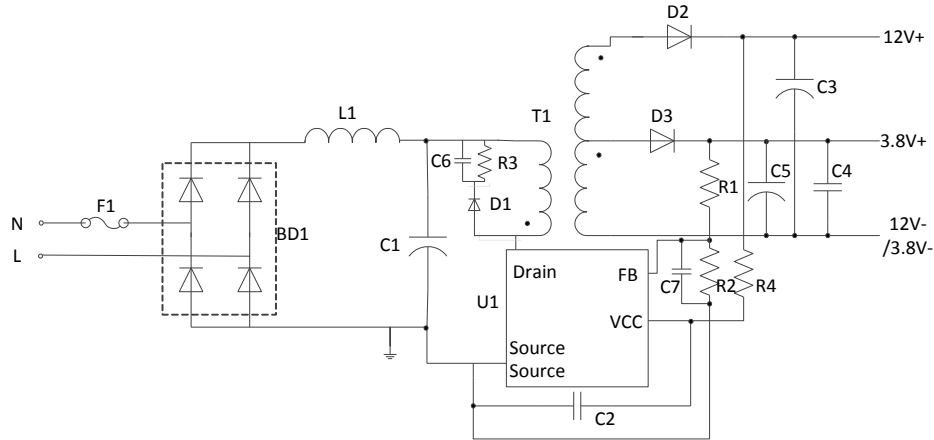 D2
12V+
C3
L1
T1
D3
3.8V+
C6
R3
C5
C4
R1
D1
F1
N
BD1
C1
12V-
/3.8V-
L
Drain
FB
C7
R2
R4
U1
VCC
Source
Source
C2